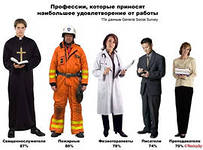 Профессии, которые приносят
наибольшее удовлетворение от работы
По данным General Social Survey
Священнослужители
87%
Пожарные
80%
Физиотерапевты
78%
Писатели
74%
Преподаватели
70%